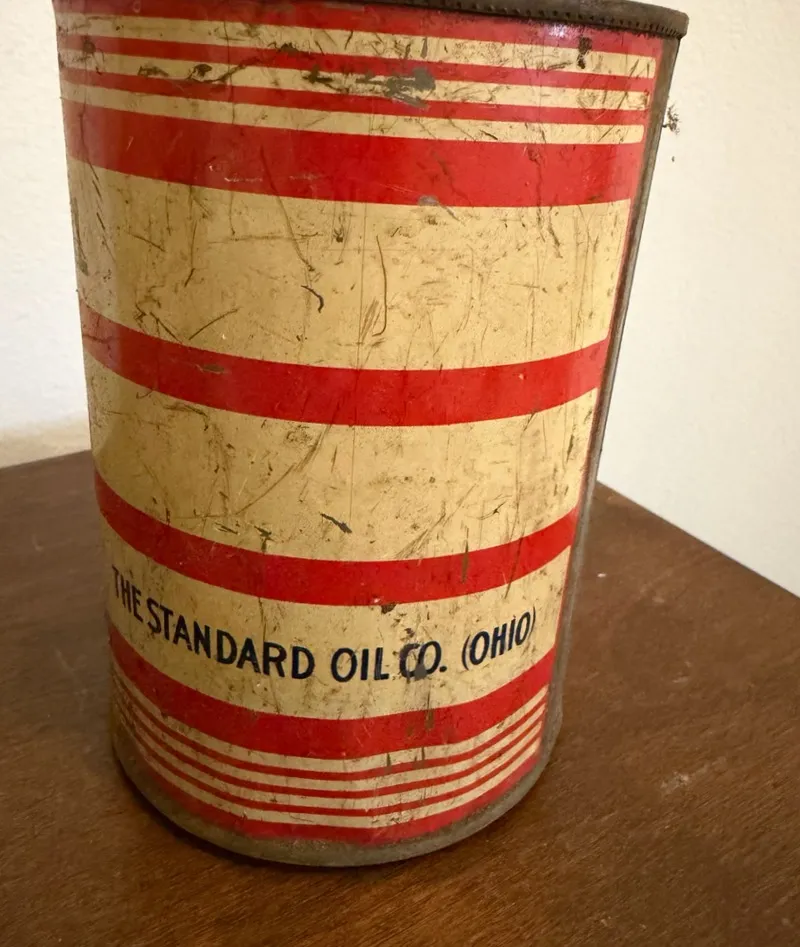 THE STANDARD OIL CO. (OHIO)